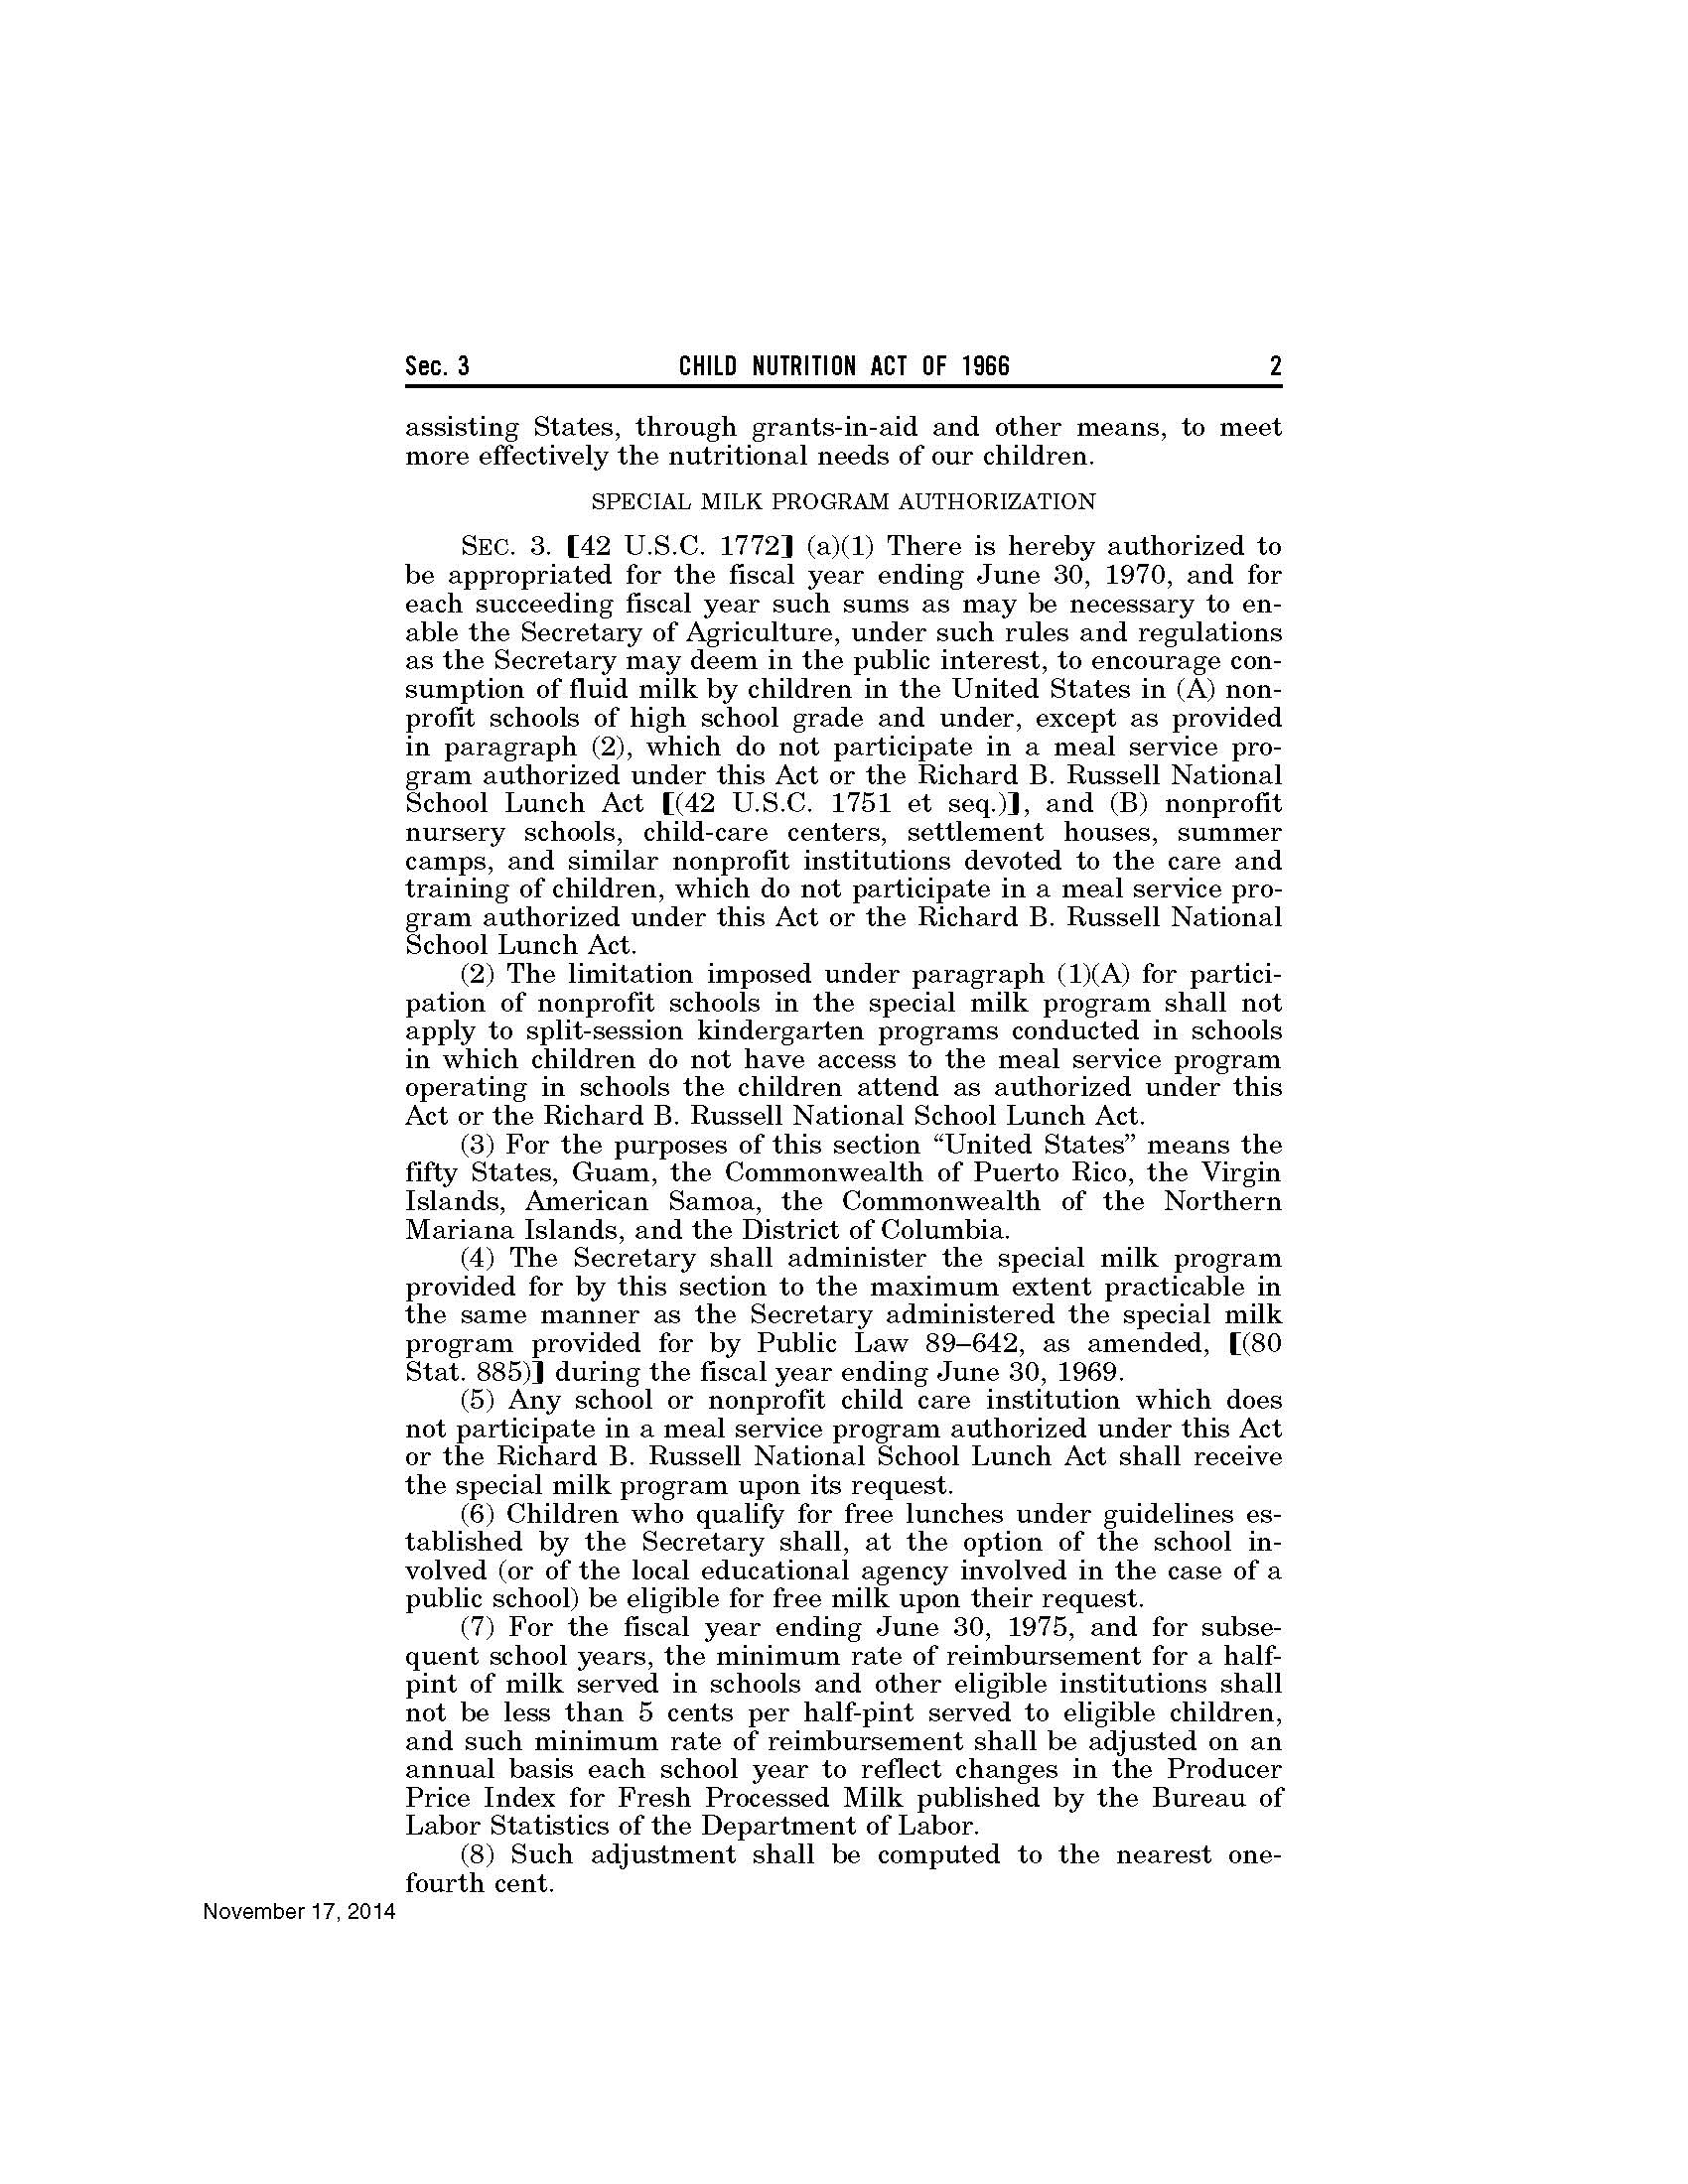 Sec. 3 CHILD NUTRITION ACT OF 1966 2
assisting States, through grants-in-aid and other means, to meet
more effectively the nutritional needs of our children.
SPECIAL MILK PROGRAM AUTHORIZATION
SEC. 3. ⟦42 U.S.C. 1772⟧ (a)(1) There is hereby authorized to
be appropriated for the fiscal year ending June 30, 1970, and for
each succeeding fiscal year such sums as may be necessary to en-
able the Secretary of Agriculture, under such rules and regulations
as the Secretary may deem in the public interest, to encourage con-
sumption of fluid milk by children in the United States in (A) non-
profit schools of high school grade and under, except as provided
in paragraph (2), which do not participate in a meal service pro-
gram authorized under this Act or the Richard B. Russell National
School Lunch Act ⟦(42 U.S.C. 1751 et seq.)⟧, and (B) nonprofit
nursery schools, child-care centers, settlement houses, summer
camps, and similar nonprofit institutions devoted to the care and
training of children, which do not participate in a meal service pro-
gram authorized under this Act or the Richard B. Russell National
School Lunch Act.
(2) The limitation imposed under paragraph (1)(A) for partici-
pation of nonprofit schools in the special milk program shall not
apply to split-session kindergarten programs conducted in schools
in which children do not have access to the meal service program
operating in schools the children attend as authorized under this
Act or the Richard B. Russell National School Lunch Act.
(3) For the purposes of this section “United States” means the
fifty States, Guam, the Commonwealth of Puerto Rico, the Virgin
Islands, American Samoa, the Commonwealth of the Northern
Mariana Islands, and the District of Columbia.
(4) The Secretary shall administer the special milk program
provided for by this section to the maximum extent practicable in
the same manner as the Secretary administered the special milk
program provided for by Public Law 89–642, as amended, ⟦(80
Stat. 885)⟧ during the fiscal year ending June 30, 1969.
(5) Any school or nonprofit child care institution which does
not participate in a meal service program authorized under this Act
or the Richard B. Russell National School Lunch Act shall receive
the special milk program upon its request.
(6) Children who qualify for free lunches under guidelines es-
tablished by the Secretary shall, at the option of the school in-
volved (or of the local educational agency involved in the case of a
public school) be eligible for free milk upon their request.
(7) For the fiscal year ending June 30, 1975, and for subse-
quent school years, the minimum rate of reimbursement for a half-
pint of milk served in schools and other eligible institutions shall
not be less than 5 cents per half-pint served to eligible children,
and such minimum rate of reimbursement shall be adjusted on an
annual basis each school year to reflect changes in the Producer
Price Index for Fresh Processed Milk published by the Bureau of
Labor Statistics of the Department of Labor.
(8) Such adjustment shall be computed to the nearest one-
fourth cent.
November 17, 2014